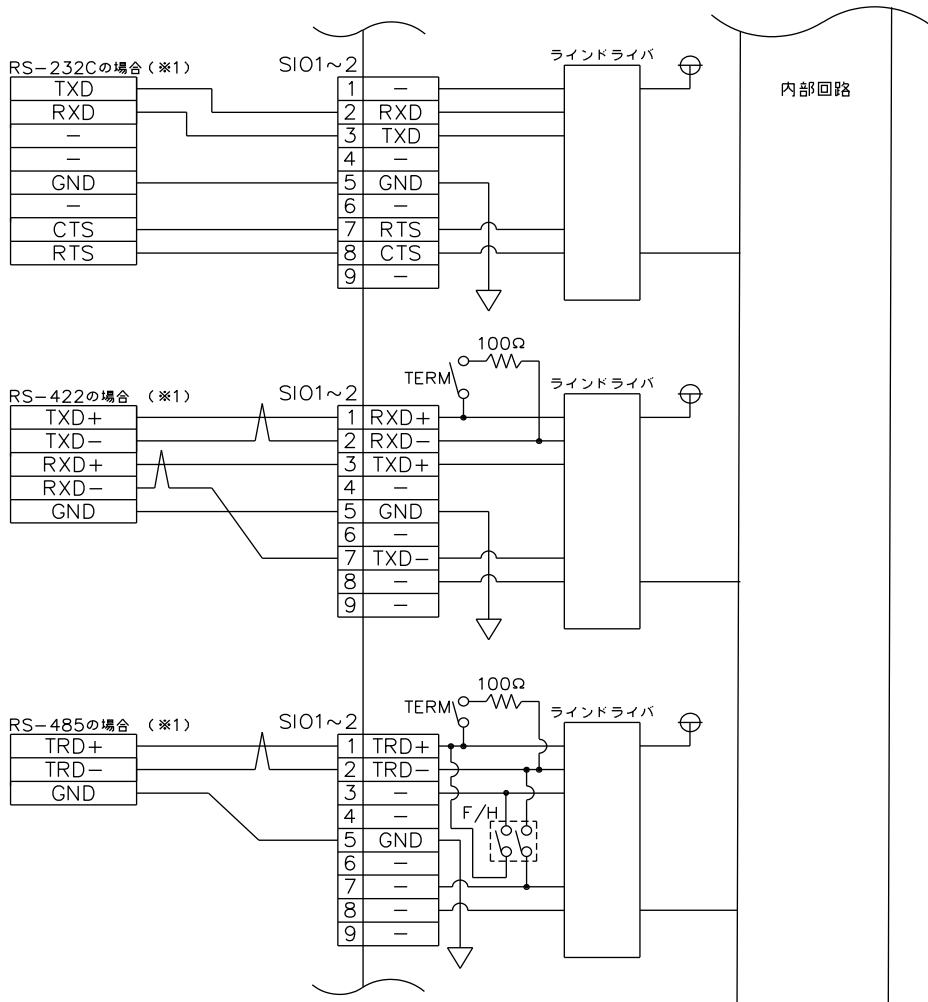 RS-232Cの場合(※1)
SIO1~2
ラインドライバ
内部回路
TXD 1 -
RXD 2 RXD
- 3 TXD
- 4 -
GND 5 GND
- 6 -
CTS 7 RTS
RTS 8 CTS
9 -
100Ω
TERM
RS-422の場合 (※1)
SIO1~2
ラインドライバ
TXD+ 1 RXD+
TXD- 2 RXD-
RXD+ 3 TXD+
RXD- 4 -
GND 5 GND
6 -
7 TXD-
8 -
9 -
100Ω
TERM
RS-485の場合 (※1)
SIO1~2
ラインドライバ
TRD+ 1 TRD+
TRD- 2 TRD-
GND 3 -
F/H
4 -
5 GND
6 -
7 -
8 -
9 -